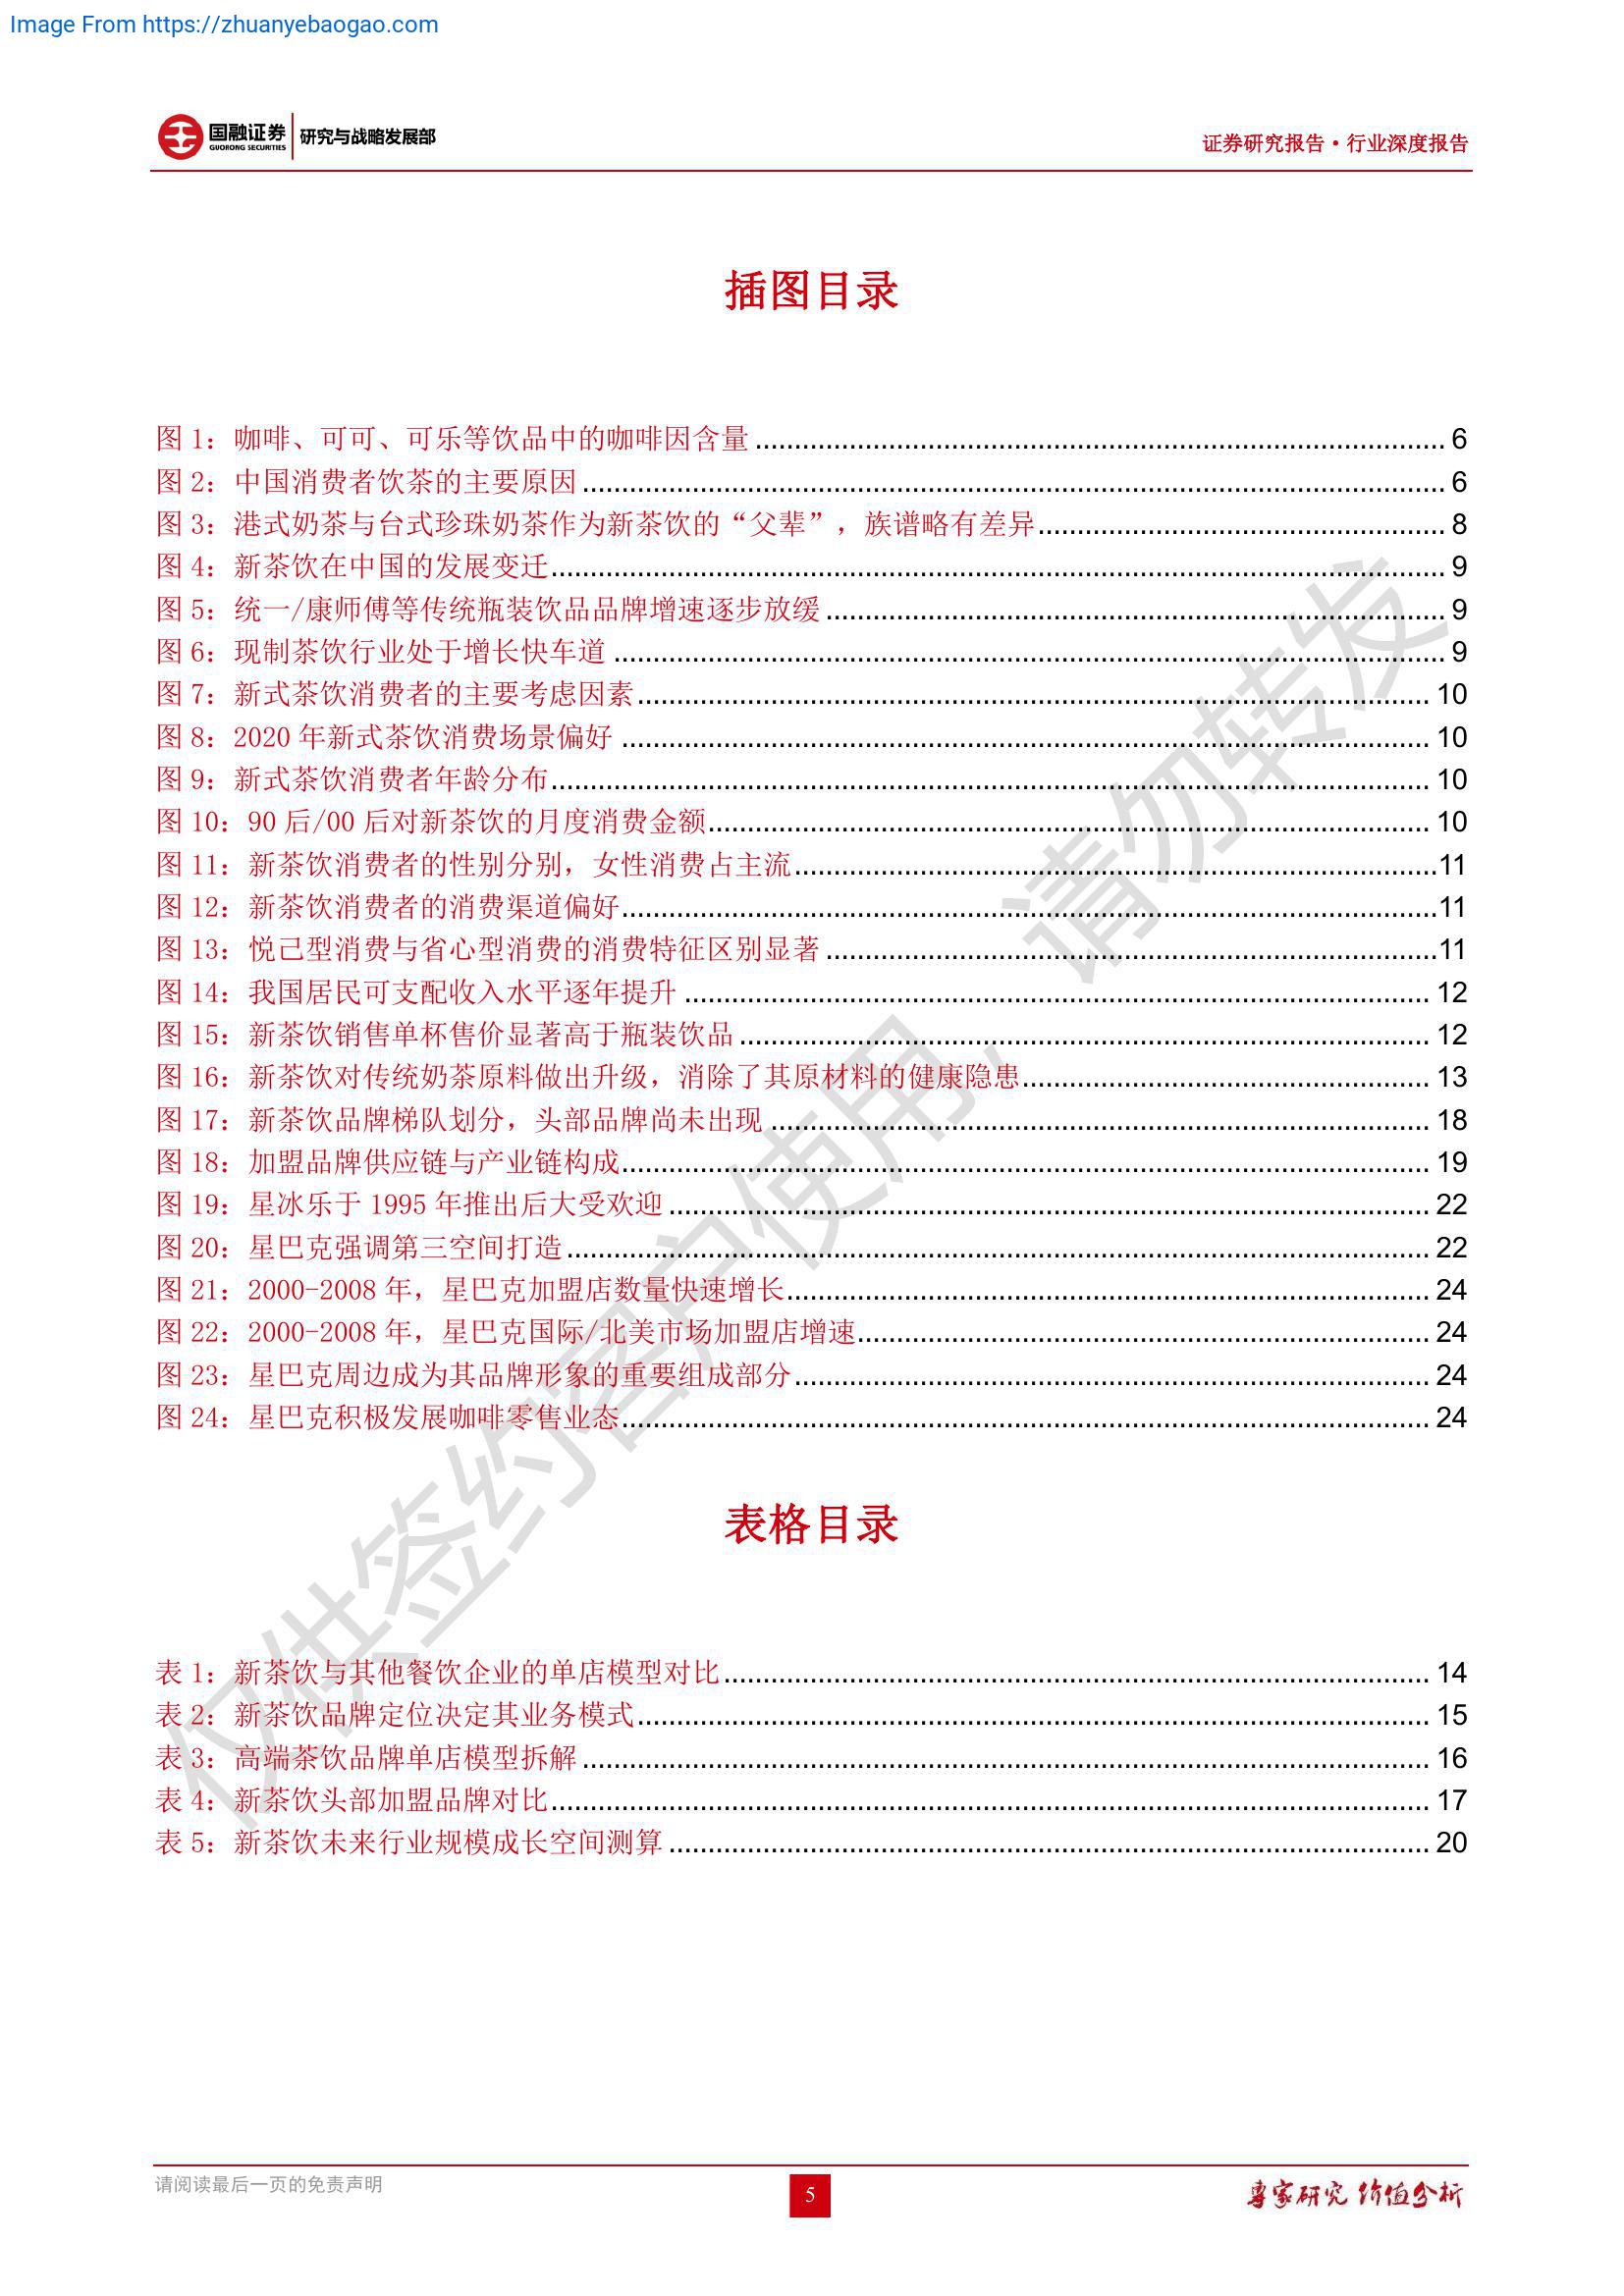 Image From https://zhuanyebaogao.com
国融证券 研究与战略发展部
GUORONG SECURITIES
证券研究报告·行业深度报告
插图目录
图 1：咖啡、可可、可乐等饮品中的咖啡因含量 6
图 2：中国消费者饮茶的主要原因 6
图 3：港式奶茶与台式珍珠奶茶作为新茶饮的“父辈”，族谱略有差异 8
图 4：新茶饮在中国的发展变迁 9
图 5：统一/康师傅等传统瓶装饮品品牌增速逐步放缓 9
图 6：现制茶饮行业处于增长快车道 9
图 7：新式茶饮消费者的主要考虑因素 10
图 8：2020 年新式茶饮消费场景偏好 10
图 9：新式茶饮消费者年龄分布 10
图 10：90 后/00 后对新茶饮的月度消费金额 10
图 11：新茶饮消费者的性别分别，女性消费占主流 11
图 12：新茶饮消费者的消费渠道偏好 11
图 13：悦己型消费与省心型消费的消费特征区别显著 11
图 14：我国居民可支配收入水平逐年提升 12
图 15：新茶饮销售单杯售价显著高于瓶装饮品 12
图 16：新茶饮对传统奶茶原料做出升级，消除了其原材料的健康隐患 13
图 17：新茶饮品牌梯队划分，头部品牌尚未出现 18
图 18：加盟品牌供应链与产业链构成 19
图 19：星冰乐于 1995 年推出后大受欢迎 22
图 20：星巴克强调第三空间打造 22
图 21：2000-2008 年，星巴克加盟店数量快速增长 24
图 22：2000-2008 年，星巴克国际/北美市场加盟店增速 24
图 23：星巴克周边成为其品牌形象的重要组成部分 24
图 24：星巴克积极发展咖啡零售业态 24
表格目录
表 1：新茶饮与其他餐饮企业的单店模型对比 14
表 2：新茶饮品牌定位决定其业务模式 15
表 3：高端茶饮品牌单店模型拆解 16
表 4：新茶饮头部加盟品牌对比 17
表 5：新茶饮未来行业规模成长空间测算 20
仅供签约客户使用，请勿转发
请阅读最后一页的免责声明
5
專家研究 价值分析